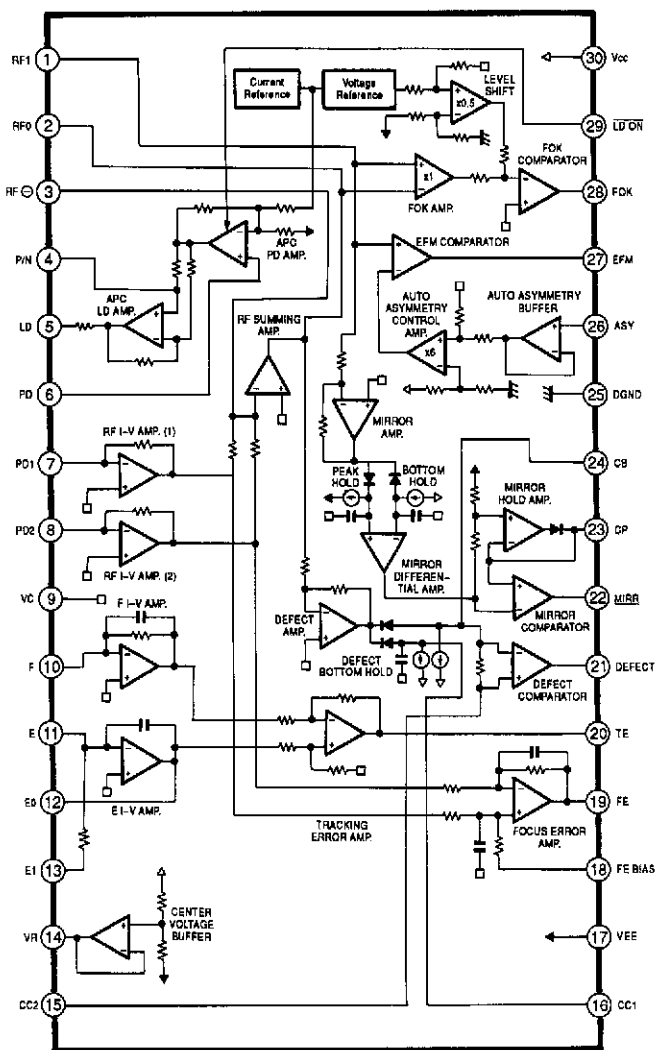 RF1 1
RF0 2
RF ⊖ 3
P/N 4
LD 5
PD 6
PD1 7
PD2 8
VC 9
F 10
E 11
E0 12
E1 13
VR 14
CC2 15
30 Vcc
29 LD ON
28 FOK
27 EFM
26 ASY
25 DGND
24 CB
23 CP
22 MIRR
21 DEFECT
20 TE
19 FE
18 FE BIAS
17 VEE
16 CC1
Current
Reference
Voltage
Reference
LEVEL
SHIFT
x0.5
FOK
COMPARATOR
x1
FOK AMP.
APC
PD AMP.
EFM COMPARATOR
APC
LD AMP.
RF SUMMING
AMP.
AUTO
ASYMMETRY
CONTROL
AMP.
AUTO ASYMMETRY
BUFFER
x6
MIRROR
AMP.
RF I-V AMP. (1)
PEAK
HOLD
BOTTOM
HOLD
MIRROR
HOLD AMP.
RF I-V AMP. (2)
MIRROR
DIFFEREN-
TIAL AMP.
MIRROR
COMPARATOR
F I-V AMP.
DEFECT
AMP.
DEFECT
BOTTOM HOLD
DEFECT
COMPARATOR
E I-V AMP.
TRACKING
ERROR AMP.
FOCUS ERROR
AMP.
CENTER
VOLTAGE
BUFFER